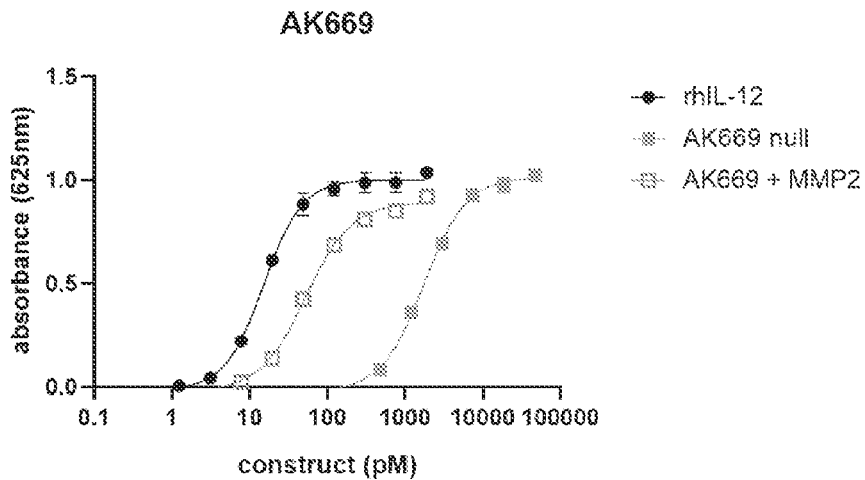 AK669
1.5
1.0
0.5
0.0
absorbance (625nm)
0.1 1 10 100 1000 10000 100000
construct (pM)
rhIL-12
AK669 null
AK669 + MMP2